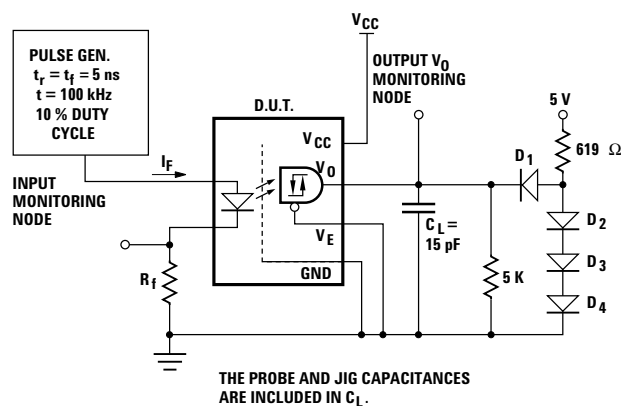 PULSE GEN.
tr = tf = 5 ns
t = 100 kHz
10 % DUTY
CYCLE
VCC
OUTPUT VO
MONITORING
NODE
D.U.T.
5 V
VCC
619 Ω
D1
IF
VO
INPUT
MONITORING
NODE
D2
CL =
15 pF
VE
D3
5 K
GND
Rf
D4
THE PROBE AND JIG CAPACITANCES
ARE INCLUDED IN CL.